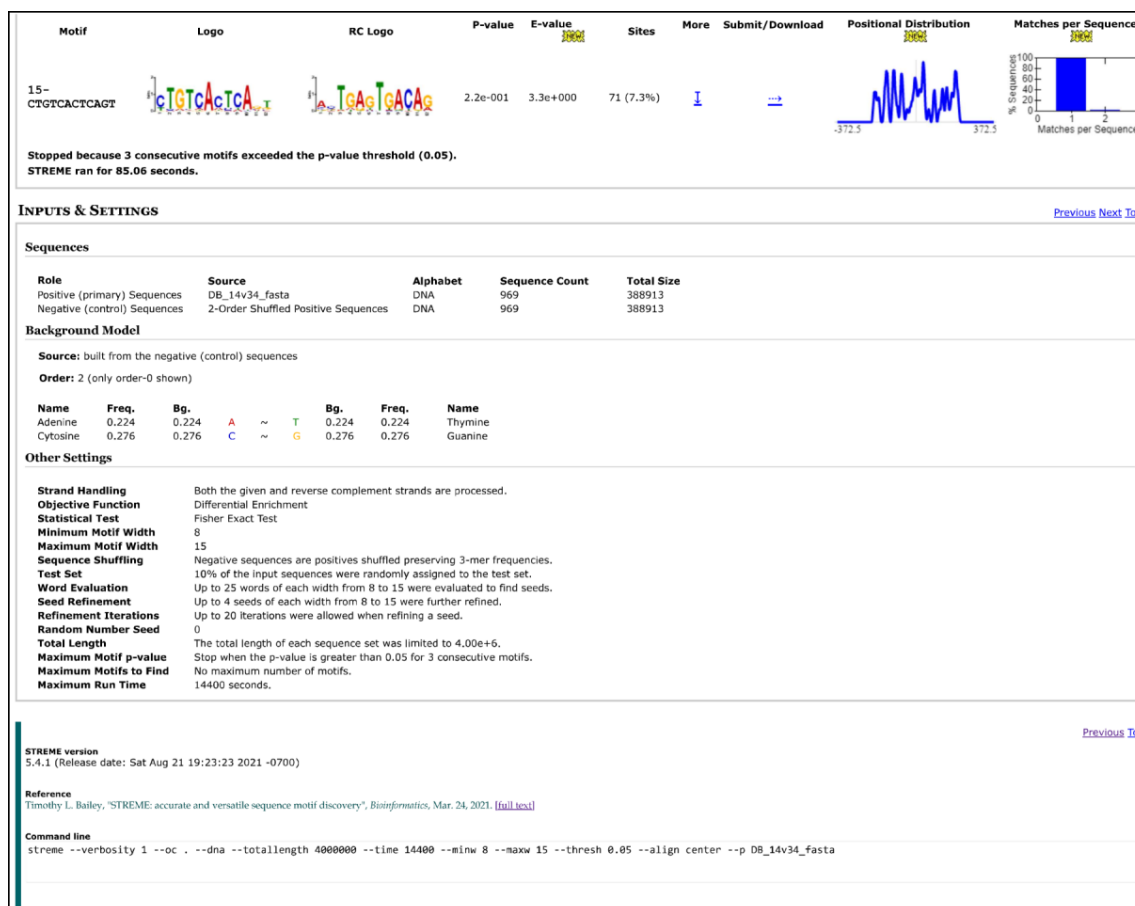 Motif Logo RC Logo P-value E-value Sites More Submit/Download Positional Distribution Matches per Sequence
NEW NEW NEW
15-
CTGTCACTCAGT
2.2e-001 3.3e+000 71 (7.3%) ↧ ⇢
-372.5 372.5
% Sequences
100
80
60
40
20
0
1 2
Matches per Sequence
Stopped because 3 consecutive motifs exceeded the p-value threshold (0.05).
STREME ran for 85.06 seconds.
INPUTS & SETTINGS Previous Next To
Sequences
Role Source Alphabet Sequence Count Total Size
Positive (primary) Sequences DB_14v34_fasta DNA 969 388913
Negative (control) Sequences 2-Order Shuffled Positive Sequences DNA 969 388913
Background Model
Source: built from the negative (control) sequences
Order: 2 (only order-0 shown)
Name Freq. Bg. Bg. Freq. Name
Adenine 0.224 0.224 A ~ T 0.224 0.224 Thymine
Cytosine 0.276 0.276 C ~ G 0.276 0.276 Guanine
Other Settings
Strand Handling Both the given and reverse complement strands are processed.
Objective Function Differential Enrichment
Statistical Test Fisher Exact Test
Minimum Motif Width 8
Maximum Motif Width 15
Sequence Shuffling Negative sequences are positives shuffled preserving 3-mer frequencies.
Test Set 10% of the input sequences were randomly assigned to the test set.
Word Evaluation Up to 25 words of each width from 8 to 15 were evaluated to find seeds.
Seed Refinement Up to 4 seeds of each width from 8 to 15 were further refined.
Refinement Iterations Up to 20 iterations were allowed when refining a seed.
Random Number Seed 0
Total Length The total length of each sequence set was limited to 4.00e+6.
Maximum Motif p-value Stop when the p-value is greater than 0.05 for 3 consecutive motifs.
Maximum Motifs to Find No maximum number of motifs.
Maximum Run Time 14400 seconds.
Previous To
STREME version
5.4.1 (Release date: Sat Aug 21 19:23:23 2021 -0700)
Reference
Timothy L. Bailey, "STREME: accurate and versatile sequence motif discovery", Bioinformatics, Mar. 24, 2021. [full text]
Command line
streme --verbosity 1 --oc . --dna --totallength 4000000 --time 14400 --minw 8 --maxw 15 --thresh 0.05 --align center --p DB_14v34_fasta